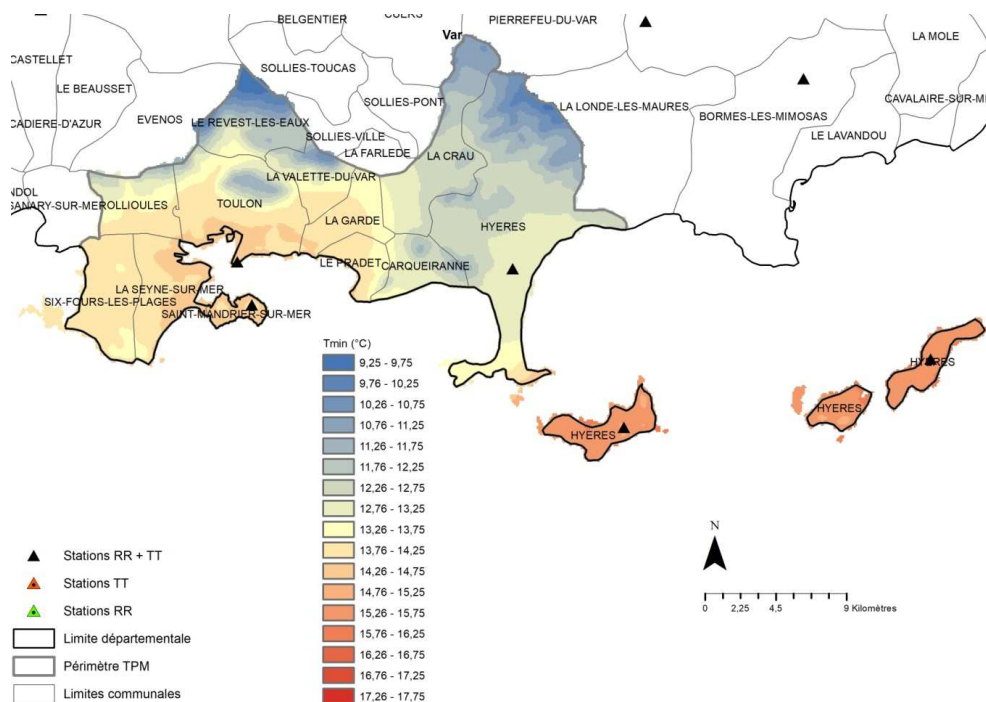 BELGENTIER
CUERS
PIERREFEU-DU-VAR
Var
LA MOLE
CASTELLET
SOLLIES-TOUCAS
LE BEAUSSET
SOLLIES-PONT
LA LONDE-LES-MAURES
CAVALAIRE-SUR-ME
CADIERE-D'AZUR
EVENOS
LE REVEST-LES-EAUX
BORMES-LES-MIMOSAS
SOLLIES-VILLE
LE LAVANDOU
LA FARLEDE
LA CRAU
LA VALETTE-DU-VAR
NDOL
SANARY-SUR-MER
OLLIOULES
TOULON
LA GARDE
HYERES
LE PRADET
CARQUEIRANNE
LA SEYNE-SUR-MER
SIX-FOURS-LES-PLAGES
SAINT-MANDRIER-SUR-MER
HYERES
HYERES
HYERES
Tmin (°C)
9,25 - 9,75
9,76 - 10,25
10,26 - 10,75
10,76 - 11,25
11,26 - 11,75
11,76 - 12,25
12,26 - 12,75
12,76 - 13,25
13,26 - 13,75
13,76 - 14,25
14,26 - 14,75
14,76 - 15,25
15,26 - 15,75
15,76 - 16,25
16,26 - 16,75
16,76 - 17,25
17,26 - 17,75
Stations RR + TT
Stations TT
Stations RR
Limite départementale
Périmètre TPM
Limites communales
N
0 2,25 4,5 9 Kilomètres